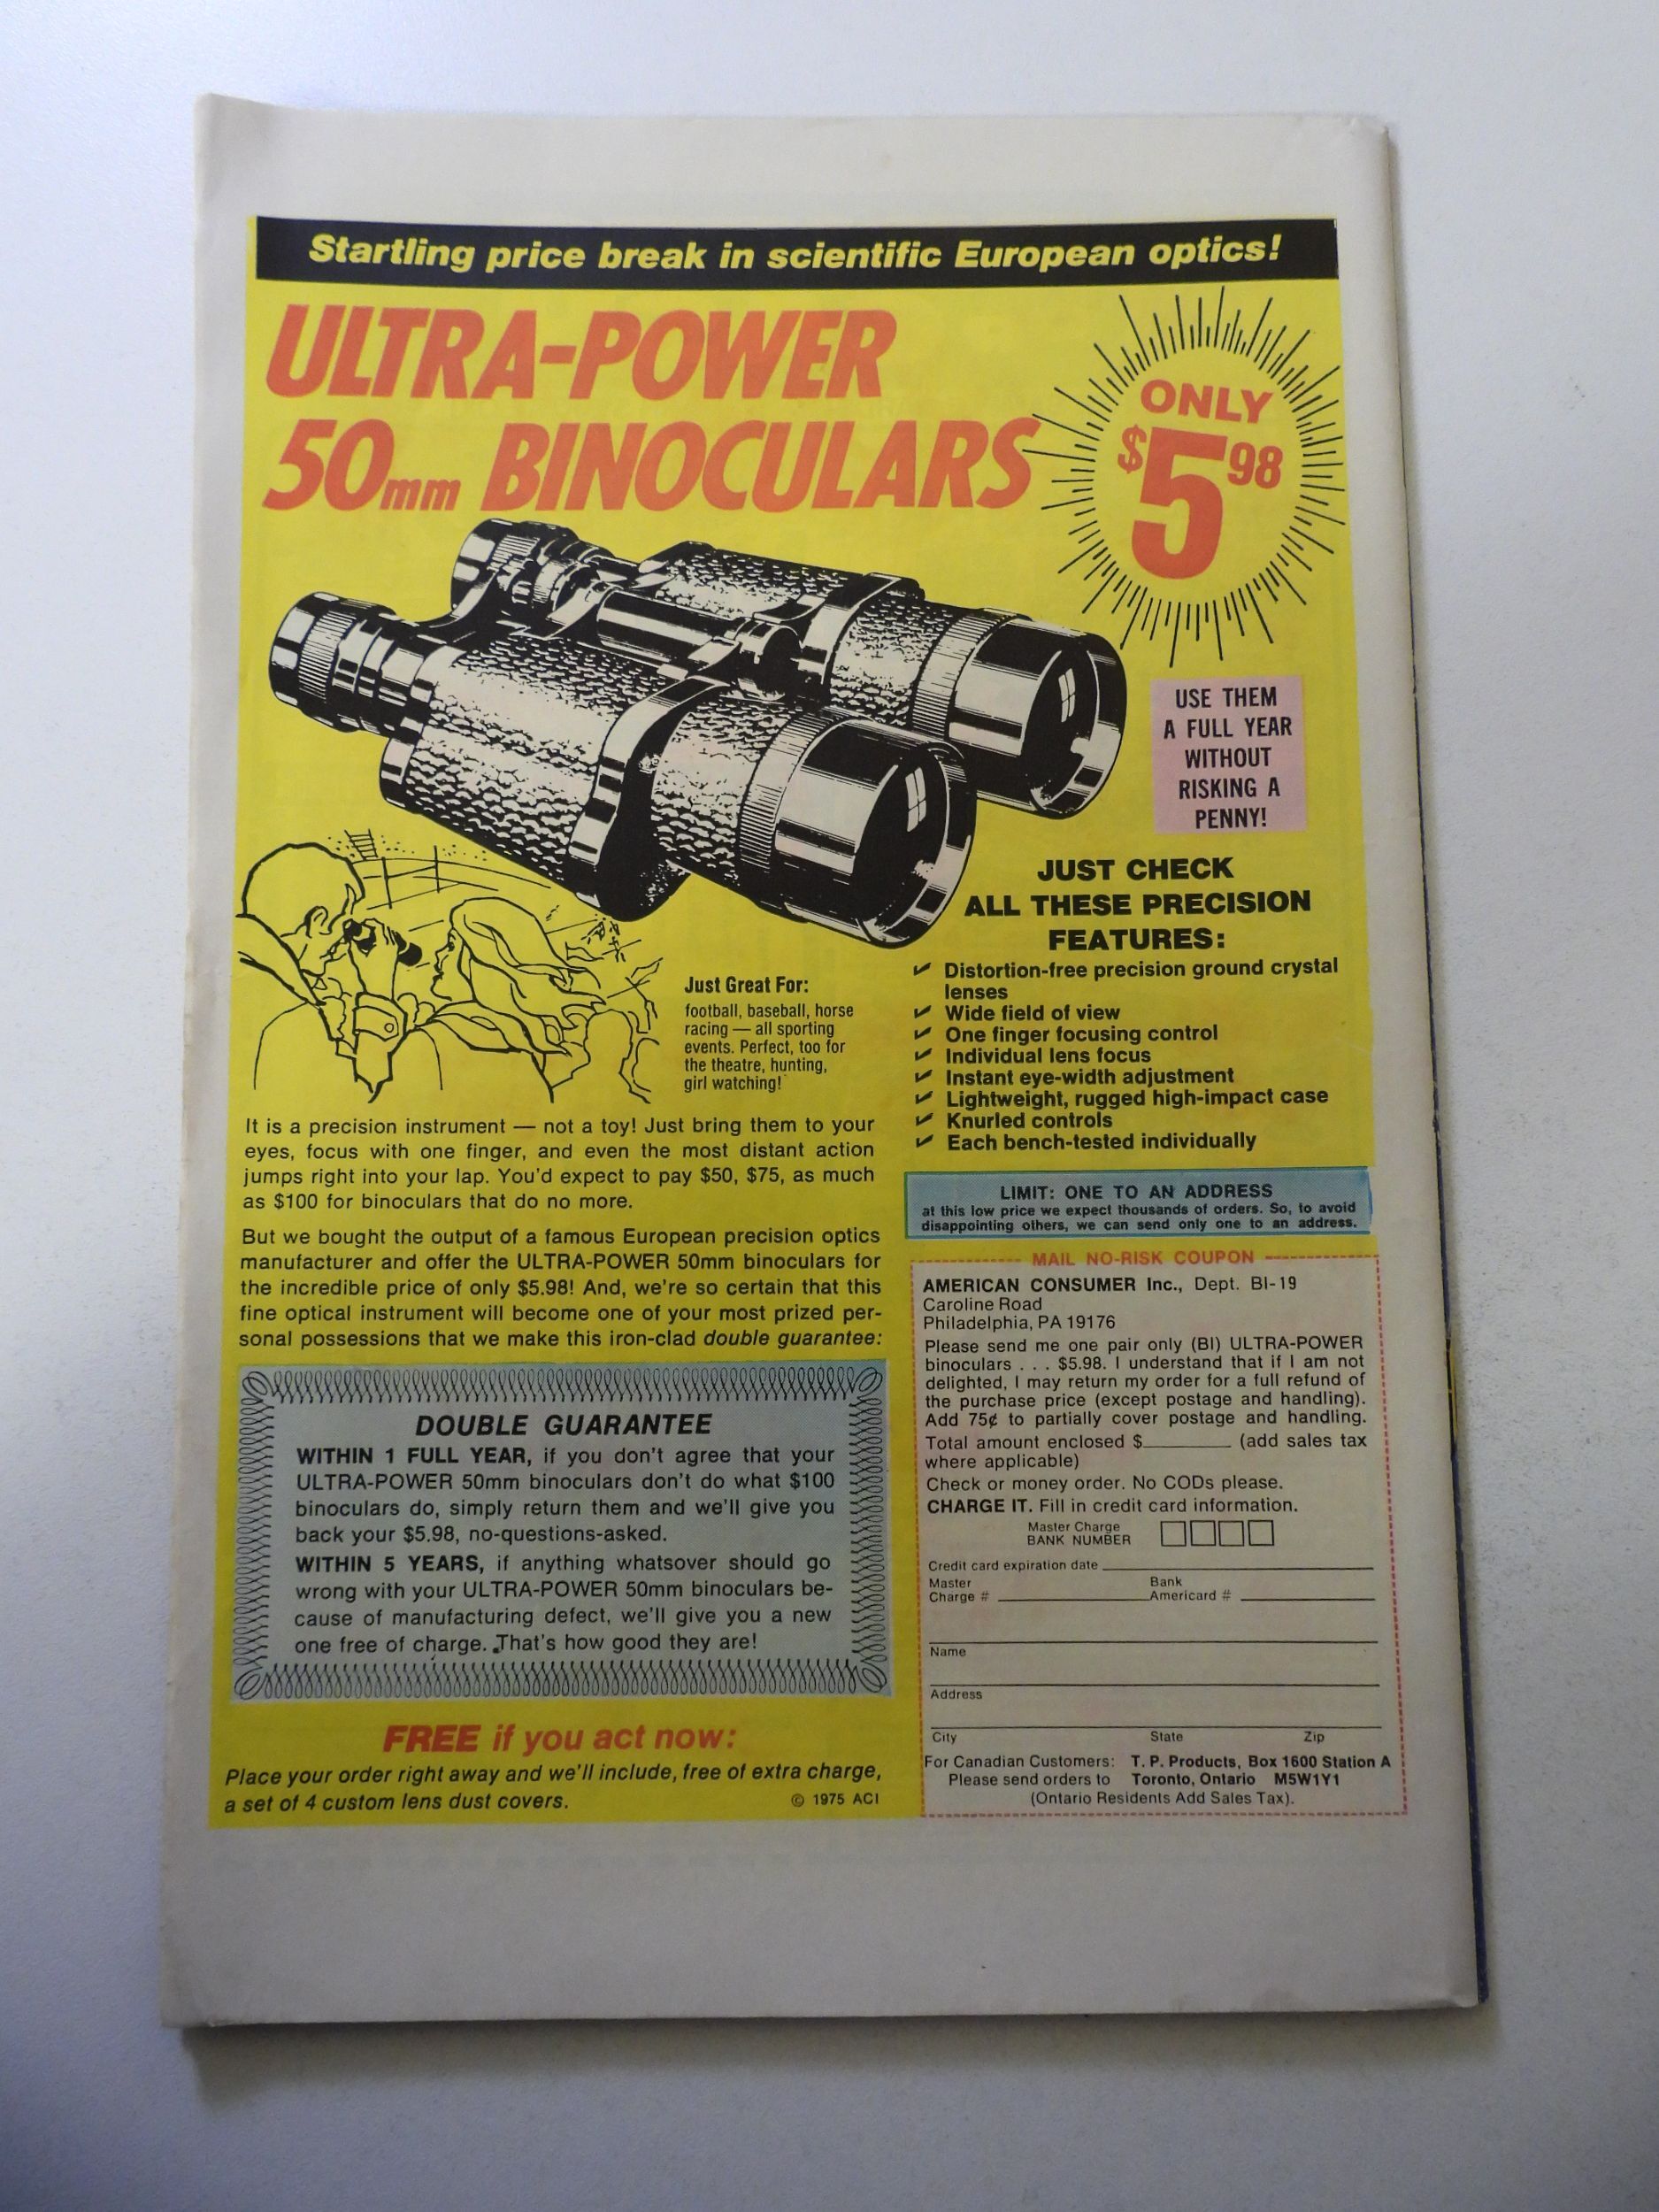 Startling price break in scientific European optics!
ULTRA-POWER
50mm BINOCULARS
ONLY
$5 98
USE THEM
A FULL YEAR
WITHOUT
RISKING A
PENNY!
JUST CHECK
ALL THESE PRECISION
FEATURES:
✔ Distortion-free precision ground crystal
lenses
✔ Wide field of view
✔ One finger focusing control
✔ Individual lens focus
✔ Instant eye-width adjustment
✔ Lightweight, rugged high-impact case
✔ Knurled controls
✔ Each bench-tested individually
Just Great For:
football, baseball, horse
racing — all sporting
events. Perfect, too for
the theatre, hunting,
girl watching!
It is a precision instrument — not a toy! Just bring them to your
eyes, focus with one finger, and even the most distant action
jumps right into your lap. You'd expect to pay $50, $75, as much
as $100 for binoculars that do no more.
But we bought the output of a famous European precision optics
manufacturer and offer the ULTRA-POWER 50mm binoculars for
the incredible price of only $5.98! And, we're so certain that this
fine optical instrument will become one of your most prized per-
sonal possessions that we make this iron-clad double guarantee:
DOUBLE GUARANTEE
WITHIN 1 FULL YEAR, if you don't agree that your
ULTRA-POWER 50mm binoculars don't do what $100
binoculars do, simply return them and we'll give you
back your $5.98, no-questions-asked.
WITHIN 5 YEARS, if anything whatsover should go
wrong with your ULTRA-POWER 50mm binoculars be-
cause of manufacturing defect, we'll give you a new
one free of charge. That's how good they are!
FREE if you act now:
Place your order right away and we'll include, free of extra charge,
a set of 4 custom lens dust covers.
© 1975 ACI
LIMIT: ONE TO AN ADDRESS
at this low price we expect thousands of orders. So, to avoid
disappointing others, we can send only one to an address.
MAIL NO-RISK COUPON
AMERICAN CONSUMER Inc., Dept. BI-19
Caroline Road
Philadelphia, PA 19176
Please send me one pair only (BI) ULTRA-POWER
binoculars . . . $5.98. I understand that if I am not
delighted, I may return my order for a full refund of
the purchase price (except postage and handling).
Add 75¢ to partially cover postage and handling.
Total amount enclosed $________ (add sales tax
where applicable)
Check or money order. No CODs please.
CHARGE IT. Fill in credit card information.
Master Charge
BANK NUMBER
Credit card expiration date
Master Bank
Charge # Americard #
Name
Address
City State Zip
For Canadian Customers: T. P. Products, Box 1600 Station A
Please send orders to Toronto, Ontario M5W1Y1
(Ontario Residents Add Sales Tax).